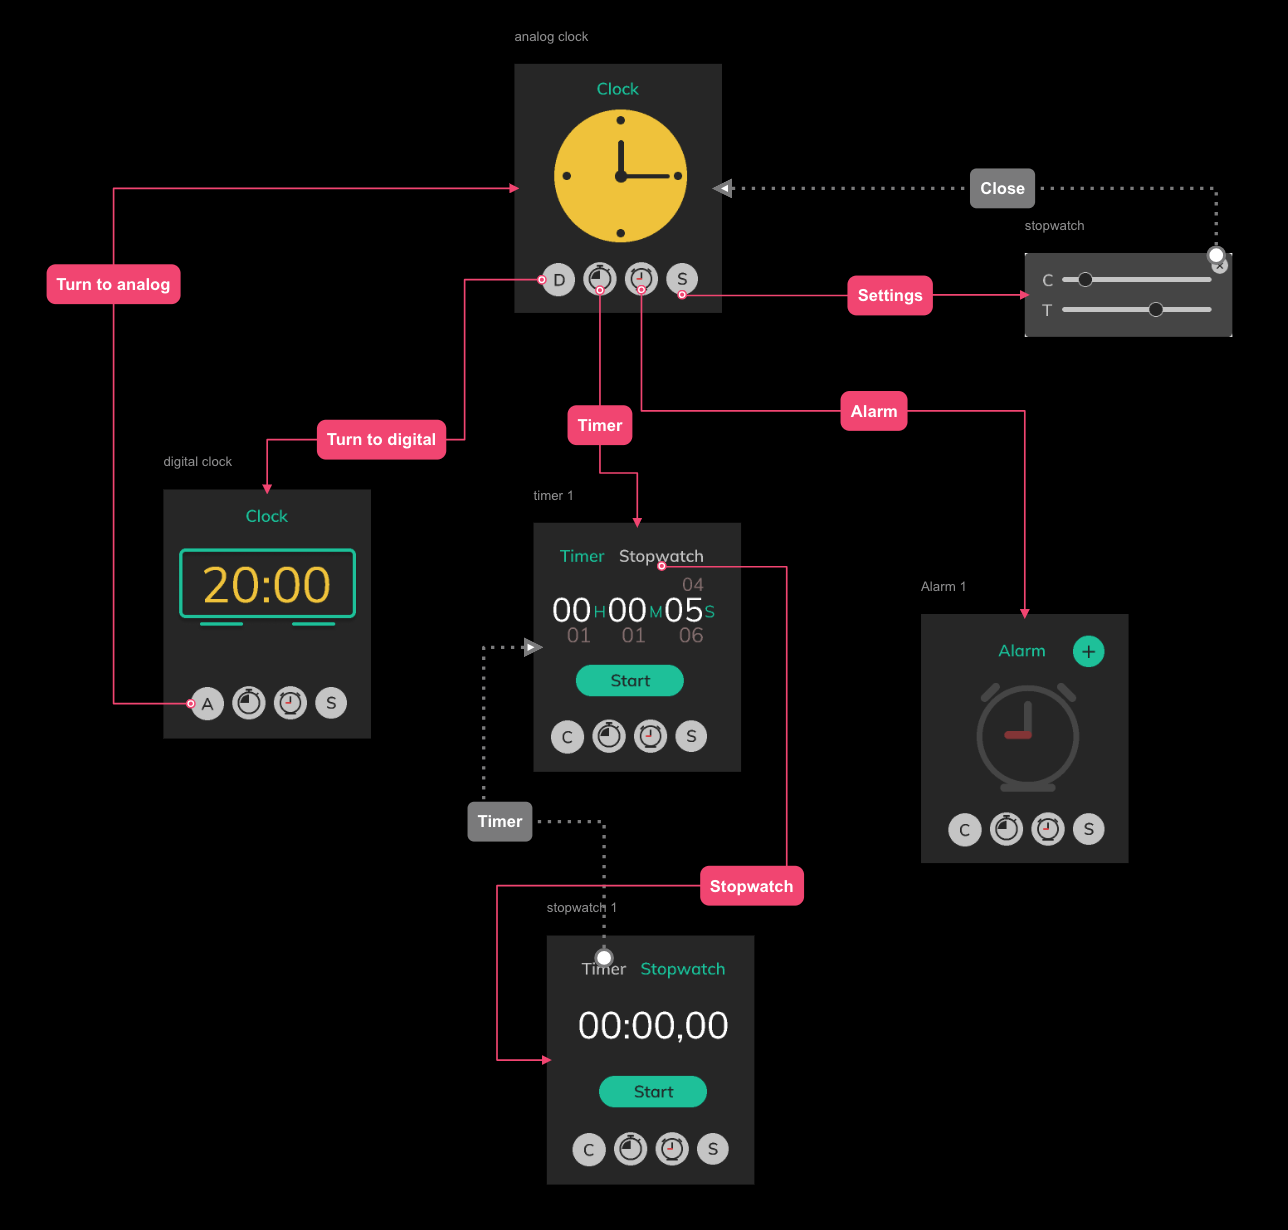 analog clock
Clock
D
S
Close
stopwatch
C
T
Settings
Turn to analog
Alarm
Timer
Turn to digital
digital clock
Clock
20:00
A
S
timer 1
Timer Stopwatch
04
00 H 00 M 05 S
01 01 06
Start
C
S
Alarm 1
Alarm +
C
S
Timer
Stopwatch
stopwatch 1
Timer Stopwatch
00:00,00
Start
C
S